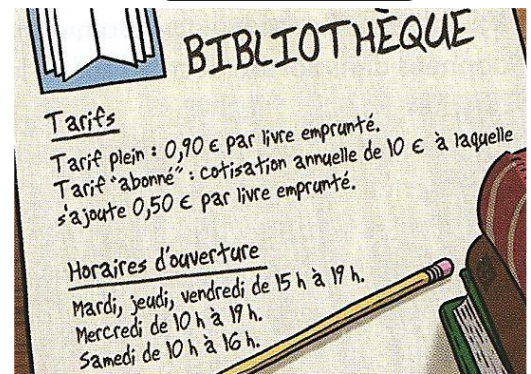 BIBLIOTHÈQUE
Tarifs
Tarif plein : 0,90 € par livre emprunté.
Tarif "abonné" : cotisation annuelle de 10 € à laquelle
s'ajoute 0,50 € par livre emprunté.
Horaires d'ouverture
Mardi, jeudi, vendredi de 15 h à 19 h.
Mercredi de 10 h à 19 h.
Samedi de 10 h à 16 h.